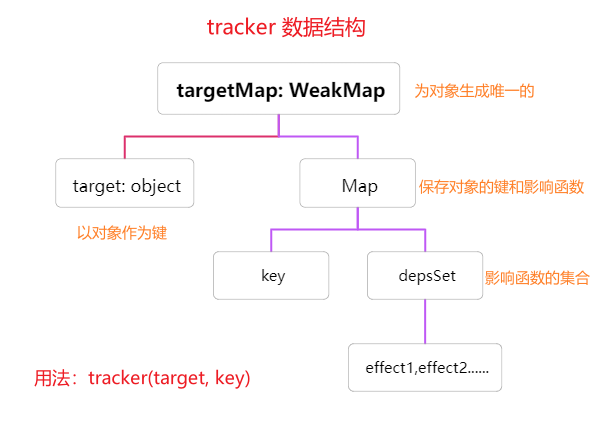 tracker 数据结构
targetMap: WeakMap
为对象生成唯一的
target: object
Map
保存对象的键和影响函数
以对象作为键
key
depsSet
影响函数的集合
effect1,effect2......
用法：tracker(target, key)